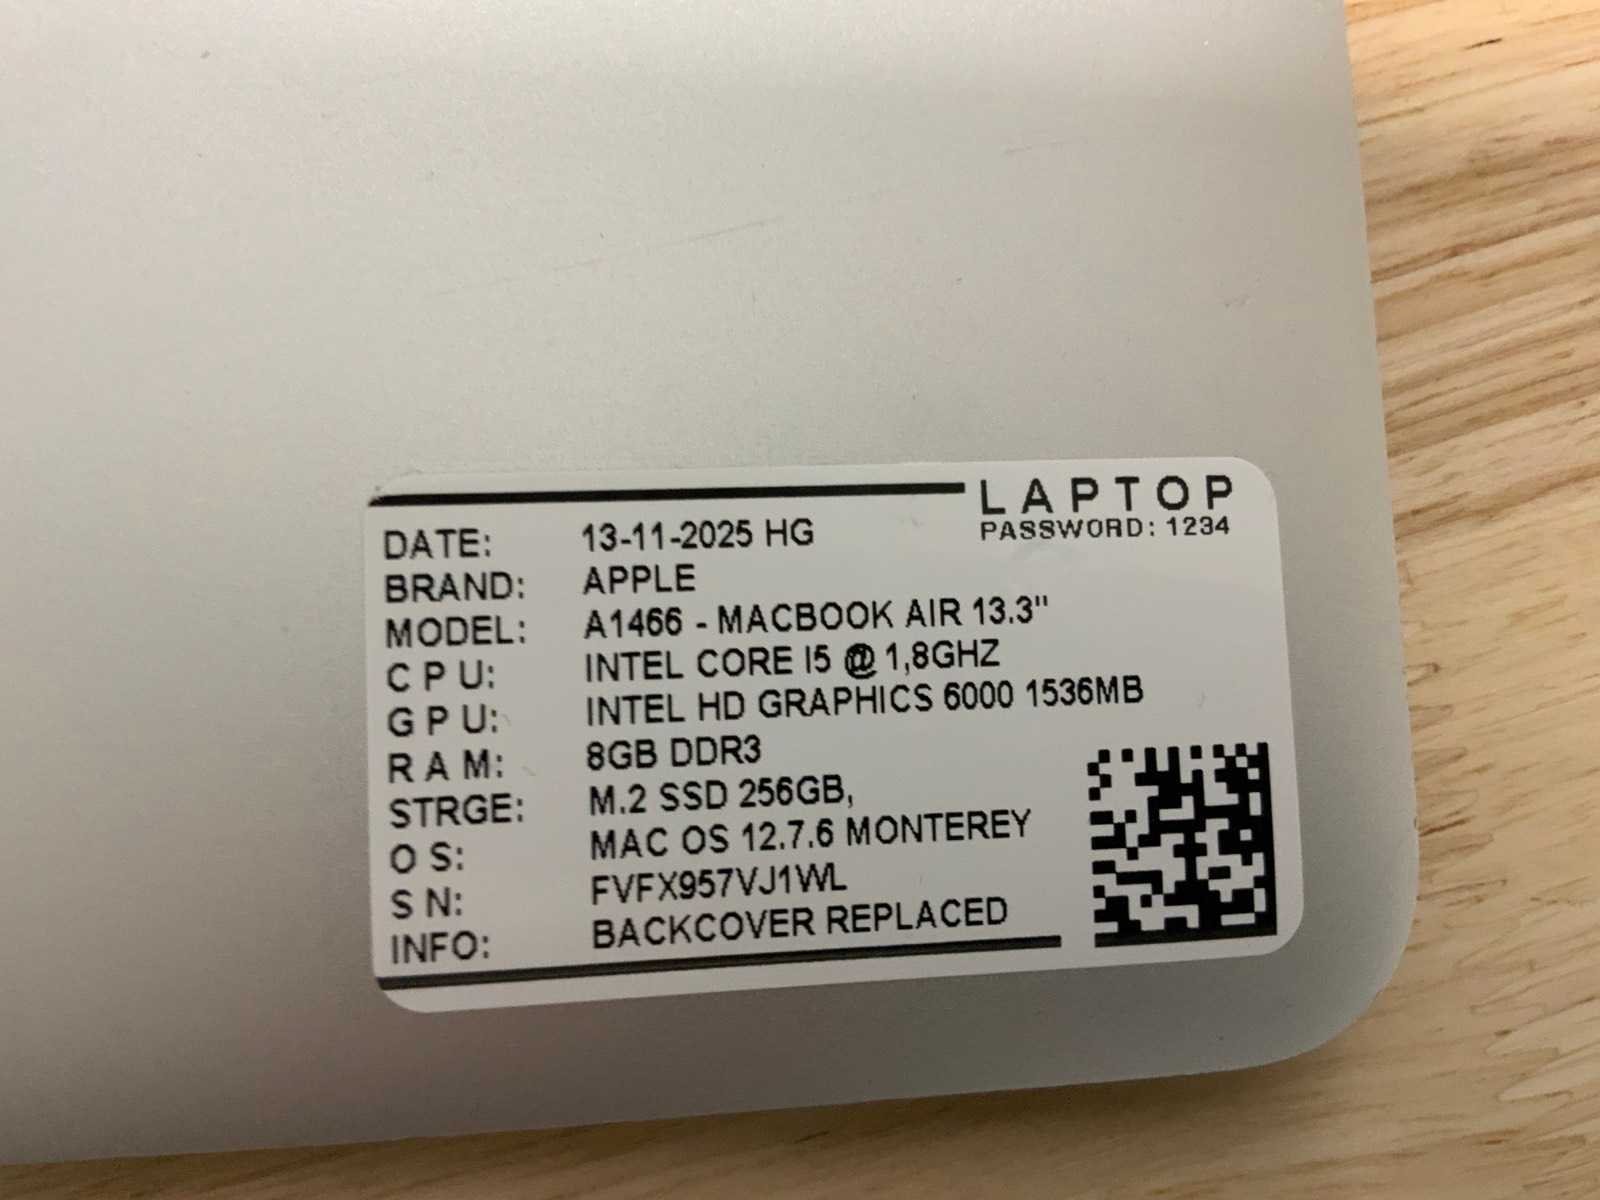 LAPTOP
PASSWORD: 1234
DATE: 13-11-2025 HG
BRAND: APPLE
MODEL: A1466 - MACBOOK AIR 13.3"
C P U: INTEL CORE I5 @ 1,8GHZ
G P U: INTEL HD GRAPHICS 6000 1536MB
R A M: 8GB DDR3
STRGE: M.2 SSD 256GB,
O S: MAC OS 12.7.6 MONTEREY
S N: FVFX957VJ1WL
INFO: BACKCOVER REPLACED